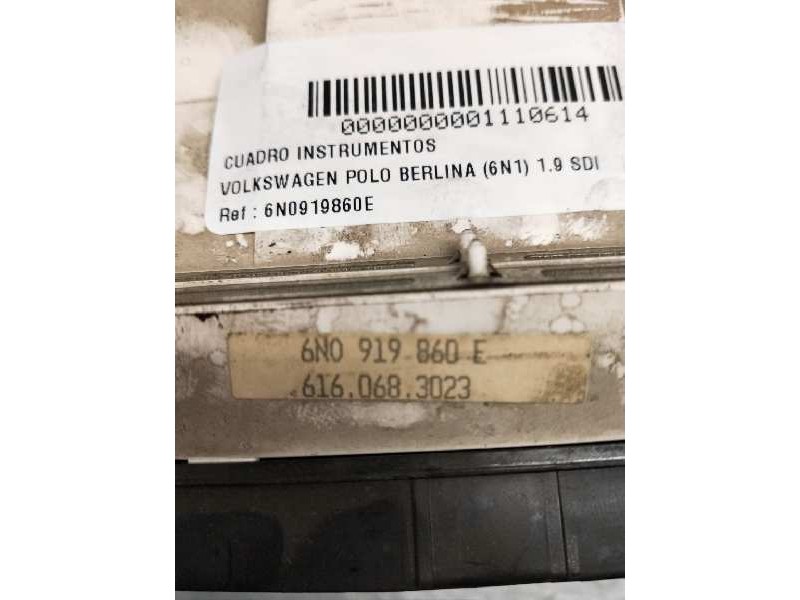 0000000001110614
CUADRO INSTRUMENTOS
VOLKSWAGEN POLO BERLINA (6N1) 1.9 SDI
Ref : 6N0919860E
6N0 919 860 E
616.068.3023